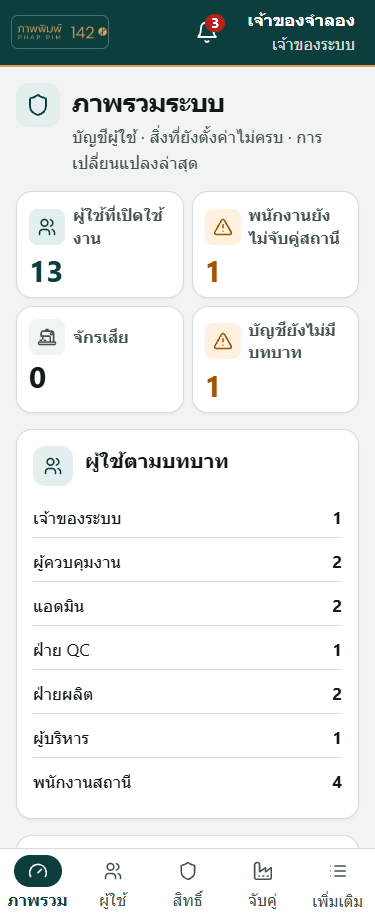 ภาพพิมพ์
PHAP PIM
142
3
เจ้าของจำลอง
เจ้าของระบบ
ภาพรวมระบบ
บัญชีผู้ใช้ · สิ่งที่ยังตั้งค่าไม่ครบ · การ
เปลี่ยนแปลงล่าสุด
ผู้ใช้ที่เปิดใช้
งาน
13
พนักงานยัง
ไม่จับคู่สถานี
1
จักรเสีย
0
บัญชียังไม่มี
บทบาท
1
ผู้ใช้ตามบทบาท
เจ้าของระบบ 1
ผู้ควบคุมงาน 2
แอดมิน 2
ฝ่าย QC 1
ฝ่ายผลิต 2
ผู้บริหาร 1
พนักงานสถานี 4
ภาพรวม
ผู้ใช้
สิทธิ์
จับคู่
เพิ่มเติม